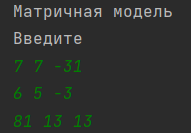 Матричная модель
Введите
7 7 -31
6 5 -3
81 13 13